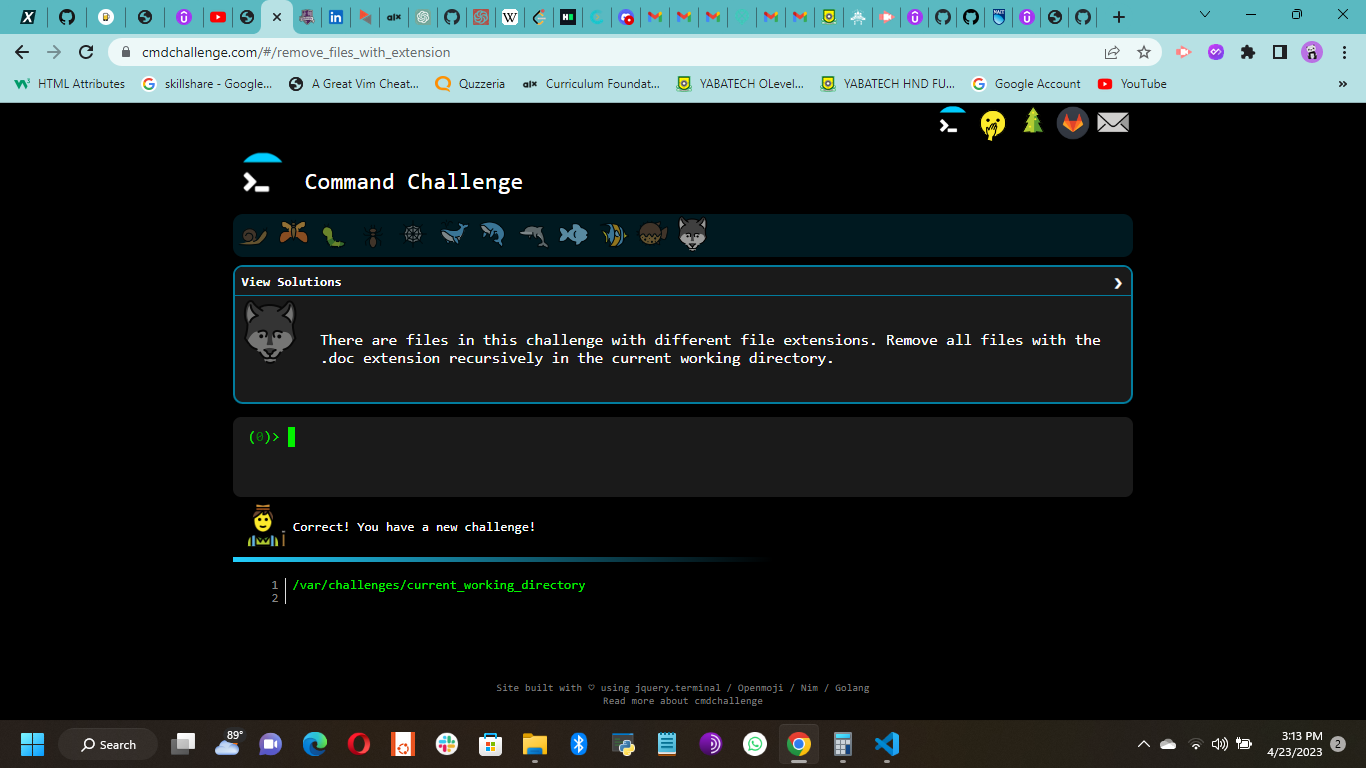 cmdchallenge.com/#/remove_files_with_extension
HTML Attributes
skillshare - Google...
A Great Vim Cheat...
Quzzeria
alx
Curriculum Foundat...
YABATECH OLevel...
YABATECH HND FU...
Google Account
YouTube
»
>_ Command Challenge
View Solutions
There are files in this challenge with different file extensions. Remove all files with the
.doc extension recursively in the current working directory.
(0)>
Correct! You have a new challenge!
1 /var/challenges/current_working_directory
2
Site built with ♡ using jquery.terminal / Openmoji / Nim / Golang
Read more about cmdchallenge
89°
Search
3:13 PM
4/23/2023
2